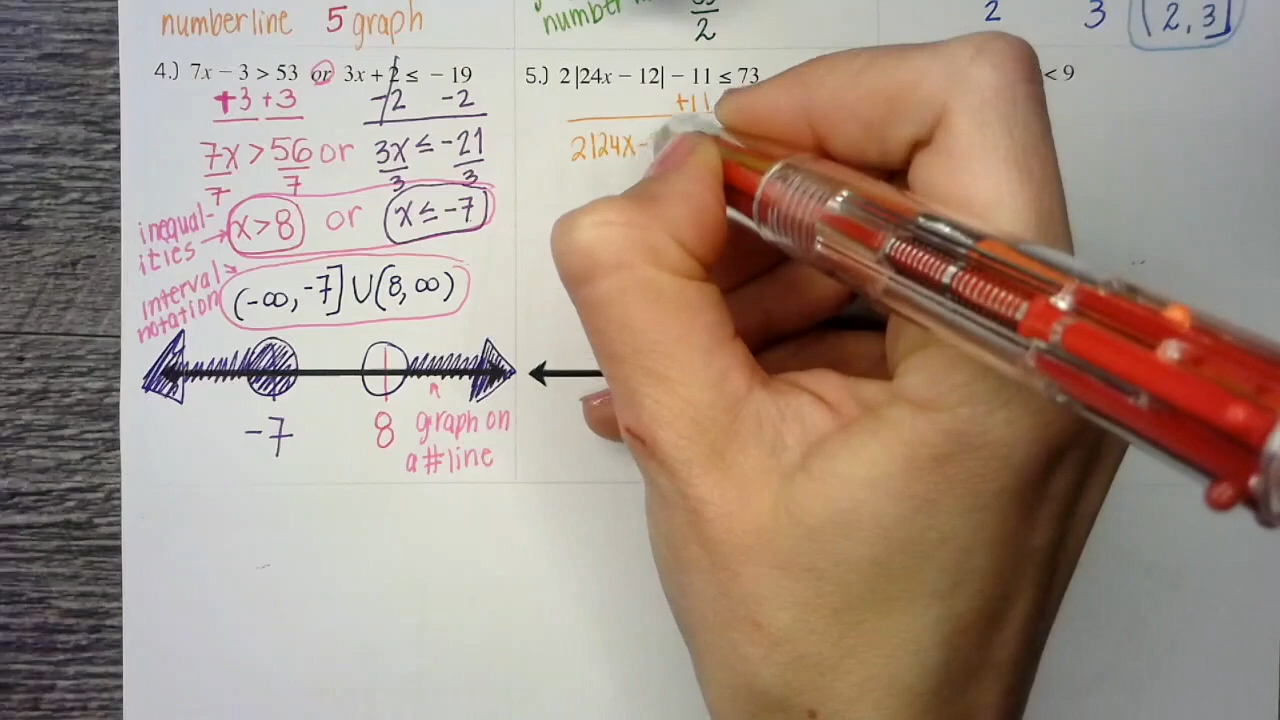 numberline 5 graph
number
2
2 3 [2,3]
4.) 7x − 3 > 53 or 3x + 2 ≤ − 19
+3 +3 -2 -2
7x > 56 or 3x ≤ -21
7 7 3 3
inequal-
ities → x>8 or x ≤ -7
interval
notation (-∞, -7] ∪ (8, ∞)
-7 8 graph on
a # line
5.) 2|24x − 12| − 11 ≤ 73
+11
2|24x -
< 9